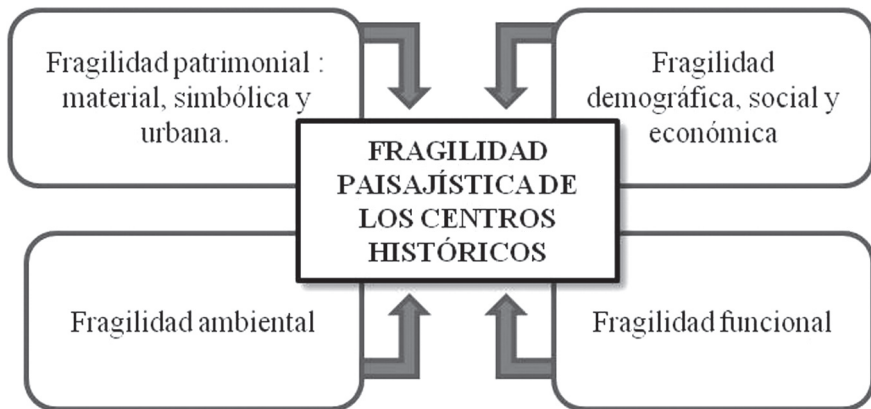 Fragilidad patrimonial :
material, simbólica y
urbana.
Fragilidad
demográfica, social y
económica
FRAGILIDAD
PAISAJÍSTICA DE
LOS CENTROS
HISTÓRICOS
Fragilidad ambiental
Fragilidad funcional